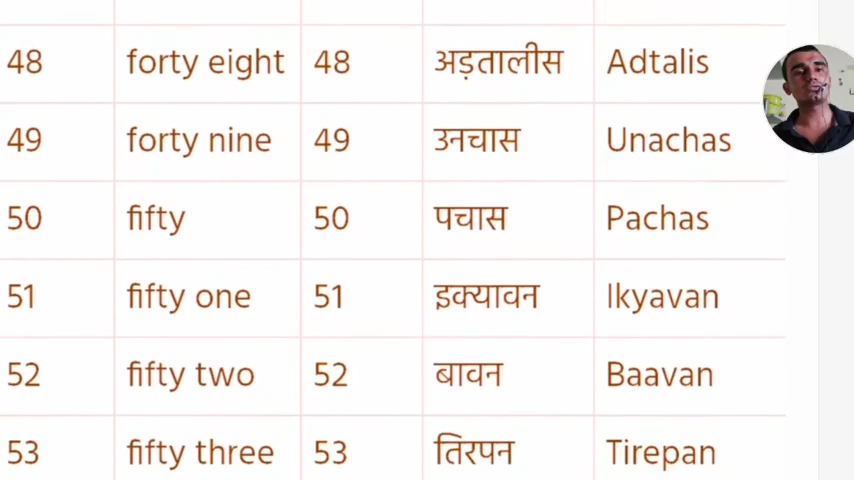 48 forty eight 48 अड़तालीस Adtalis
49 forty nine 49 उनचास Unachas
50 fifty 50 पचास Pachas
51 fifty one 51 इक्यावन Ikyavan
52 fifty two 52 बावन Baavan
53 fifty three 53 तिरपन Tirepan